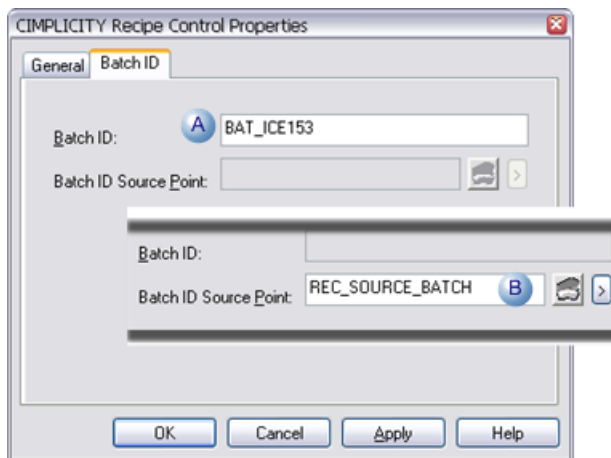 CIMPLICITY Recipe Control Properties
General Batch ID
Batch ID: A BAT_ICE153
Batch ID Source Point:
Batch ID:
Batch ID Source Point: REC_SOURCE_BATCH B
OK Cancel Apply Help